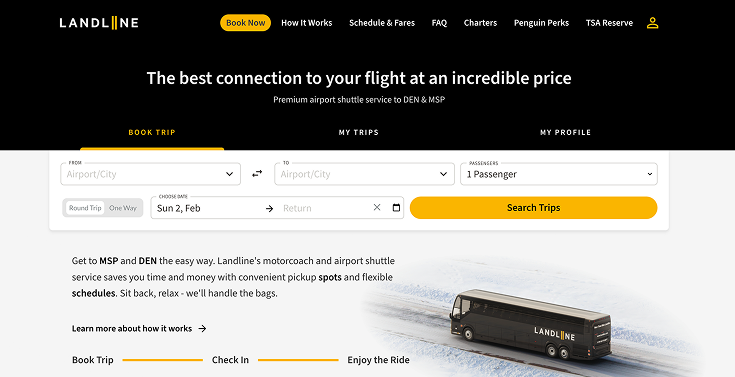 LANDLINE
Book Now How It Works Schedule & Fares FAQ Charters Penguin Perks TSA Reserve
The best connection to your flight at an incredible price
Premium airport shuttle service to DEN & MSP
BOOK TRIP MY TRIPS MY PROFILE
FROM TO PASSENGERS
Airport/City Airport/City 1 Passenger
CHOOSE DATE
Round Trip One Way Sun 2, Feb Return Search Trips
Get to MSP and DEN the easy way. Landline's motorcoach and airport shuttle
service saves you time and money with convenient pickup spots and flexible
schedules. Sit back, relax - we'll handle the bags.
LANDLINE
Learn more about how it works
Book Trip Check In Enjoy the Ride